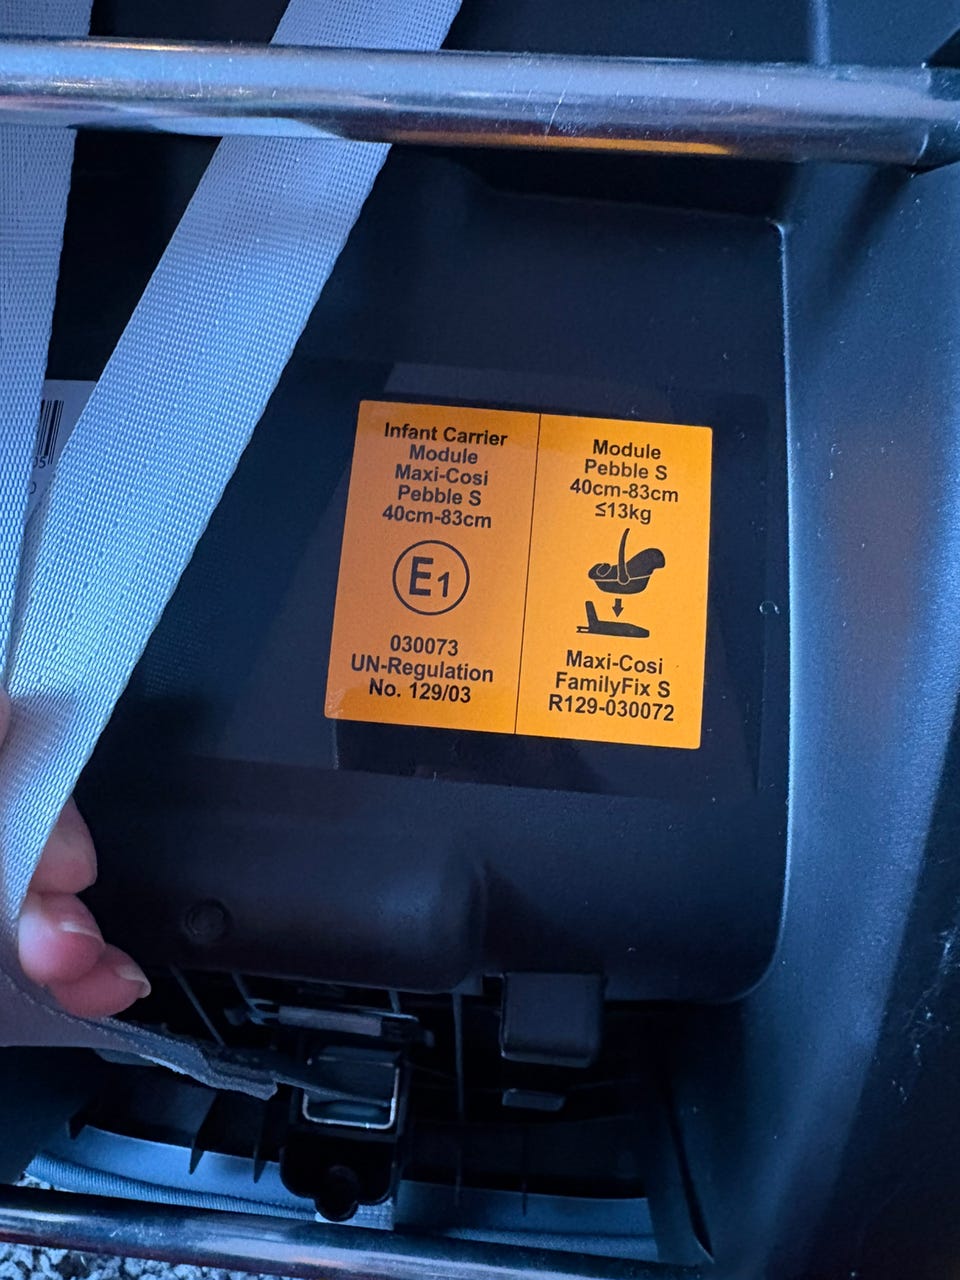 Infant Carrier
Module
Maxi-Cosi
Pebble S
40cm-83cm
E1
030073
UN-Regulation
No. 129/03
Module
Pebble S
40cm-83cm
≤13kg
Maxi-Cosi
FamilyFix S
R129-030072